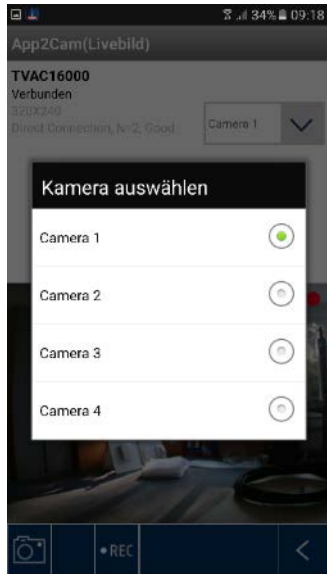 34% 09:18
App2Cam(Livebild)
TVAC16000
Verbunden
320X240
Direct Connection, N=2, Good
Camera 1
Kamera auswählen
Camera 1
Camera 2
Camera 3
Camera 4
•REC